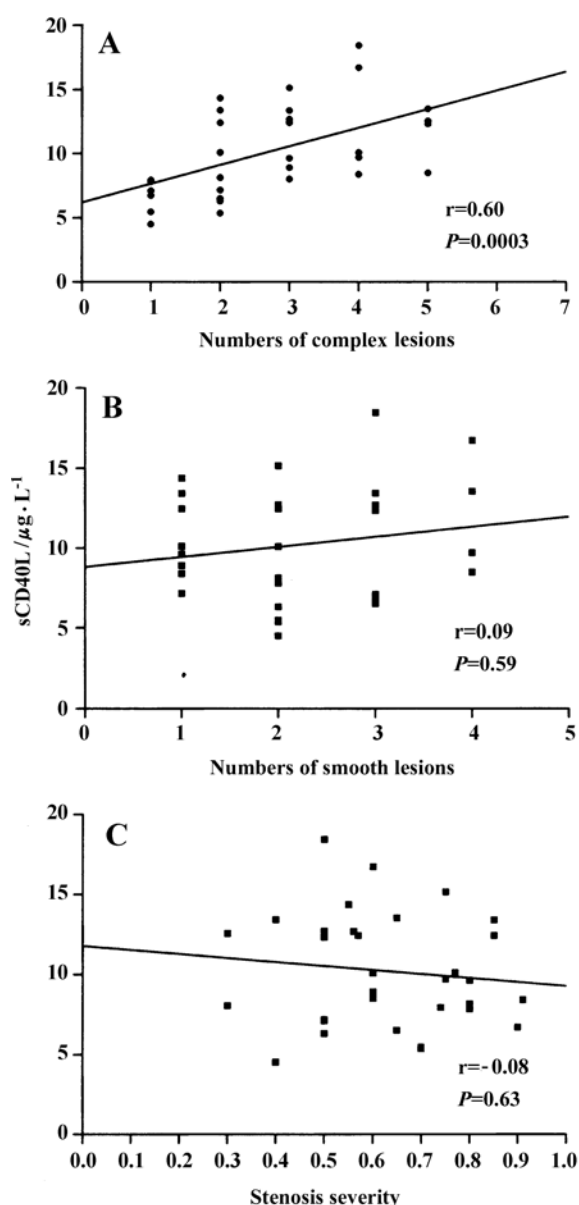 A
20
15
10
5
0
r=0.60
P=0.0003
0 1 2 3 4 5 6 7
Numbers of complex lesions
B
20
15
10
5
0
sCD40L /μg·L⁻¹
r=0.09
P=0.59
0 1 2 3 4 5
Numbers of smooth lesions
C
20
15
10
5
0
r=-0.08
P=0.63
0.0 0.1 0.2 0.3 0.4 0.5 0.6 0.7 0.8 0.9 1.0
Stenosis severity